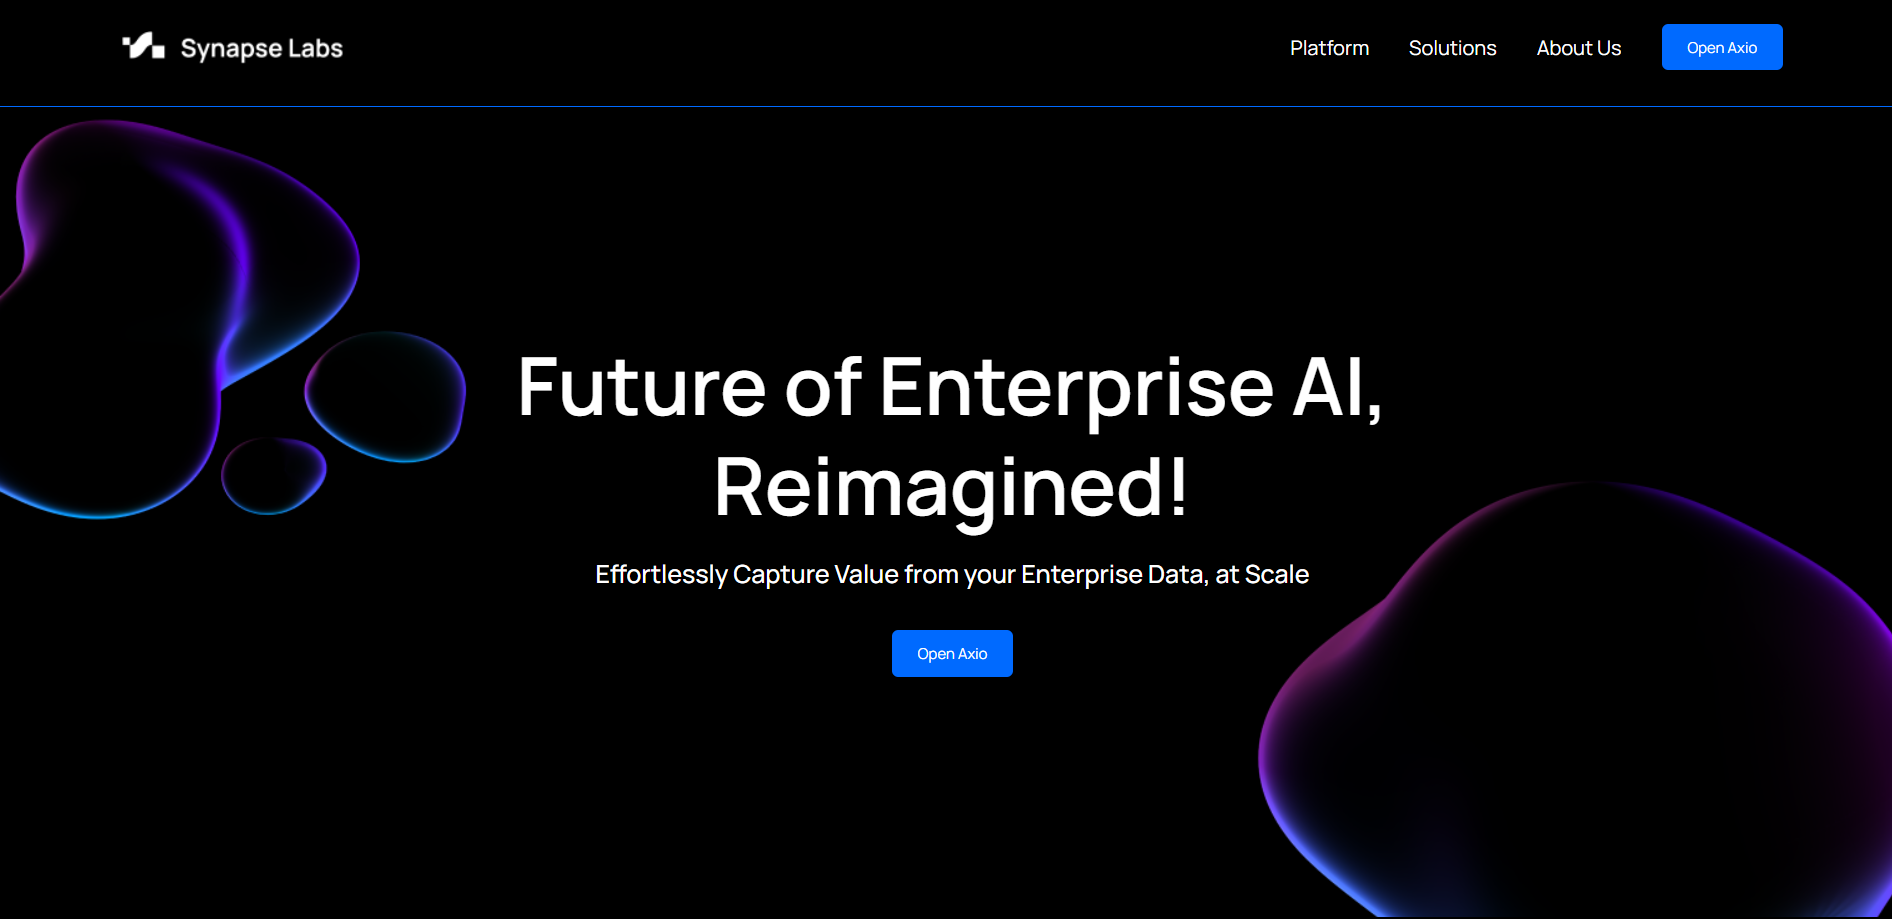 Synapse Labs
Platform
Solutions
About Us
Open Axio
Future of Enterprise AI,
Reimagined!
Effortlessly Capture Value from your Enterprise Data, at Scale
Open Axio